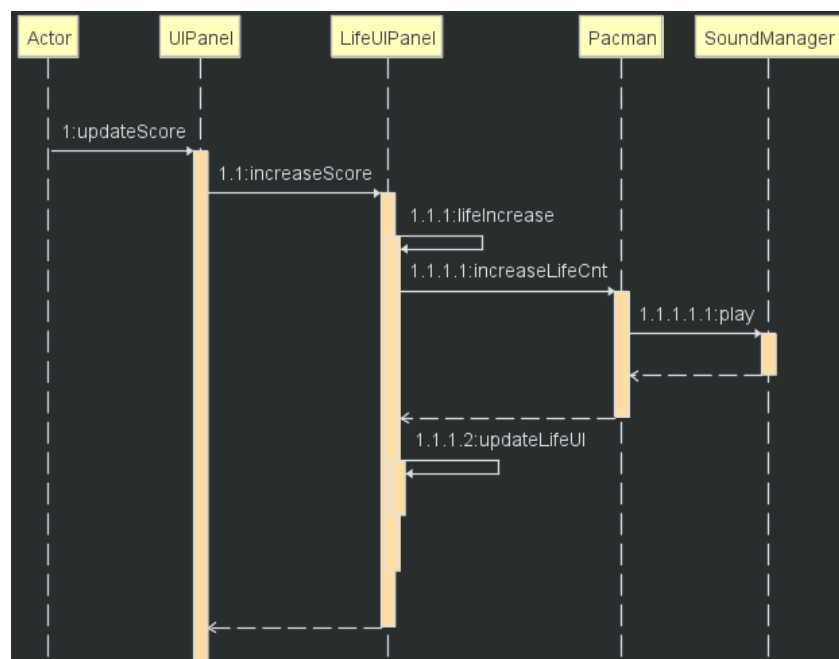 Actor UIPanel LifeUIPanel Pacman SoundManager
1:updateScore
1.1:increaseScore
1.1.1:lifeIncrease
1.1.1.1:increaseLifeCnt
1.1.1.1.1:play
1.1.1.2:updateLifeUI